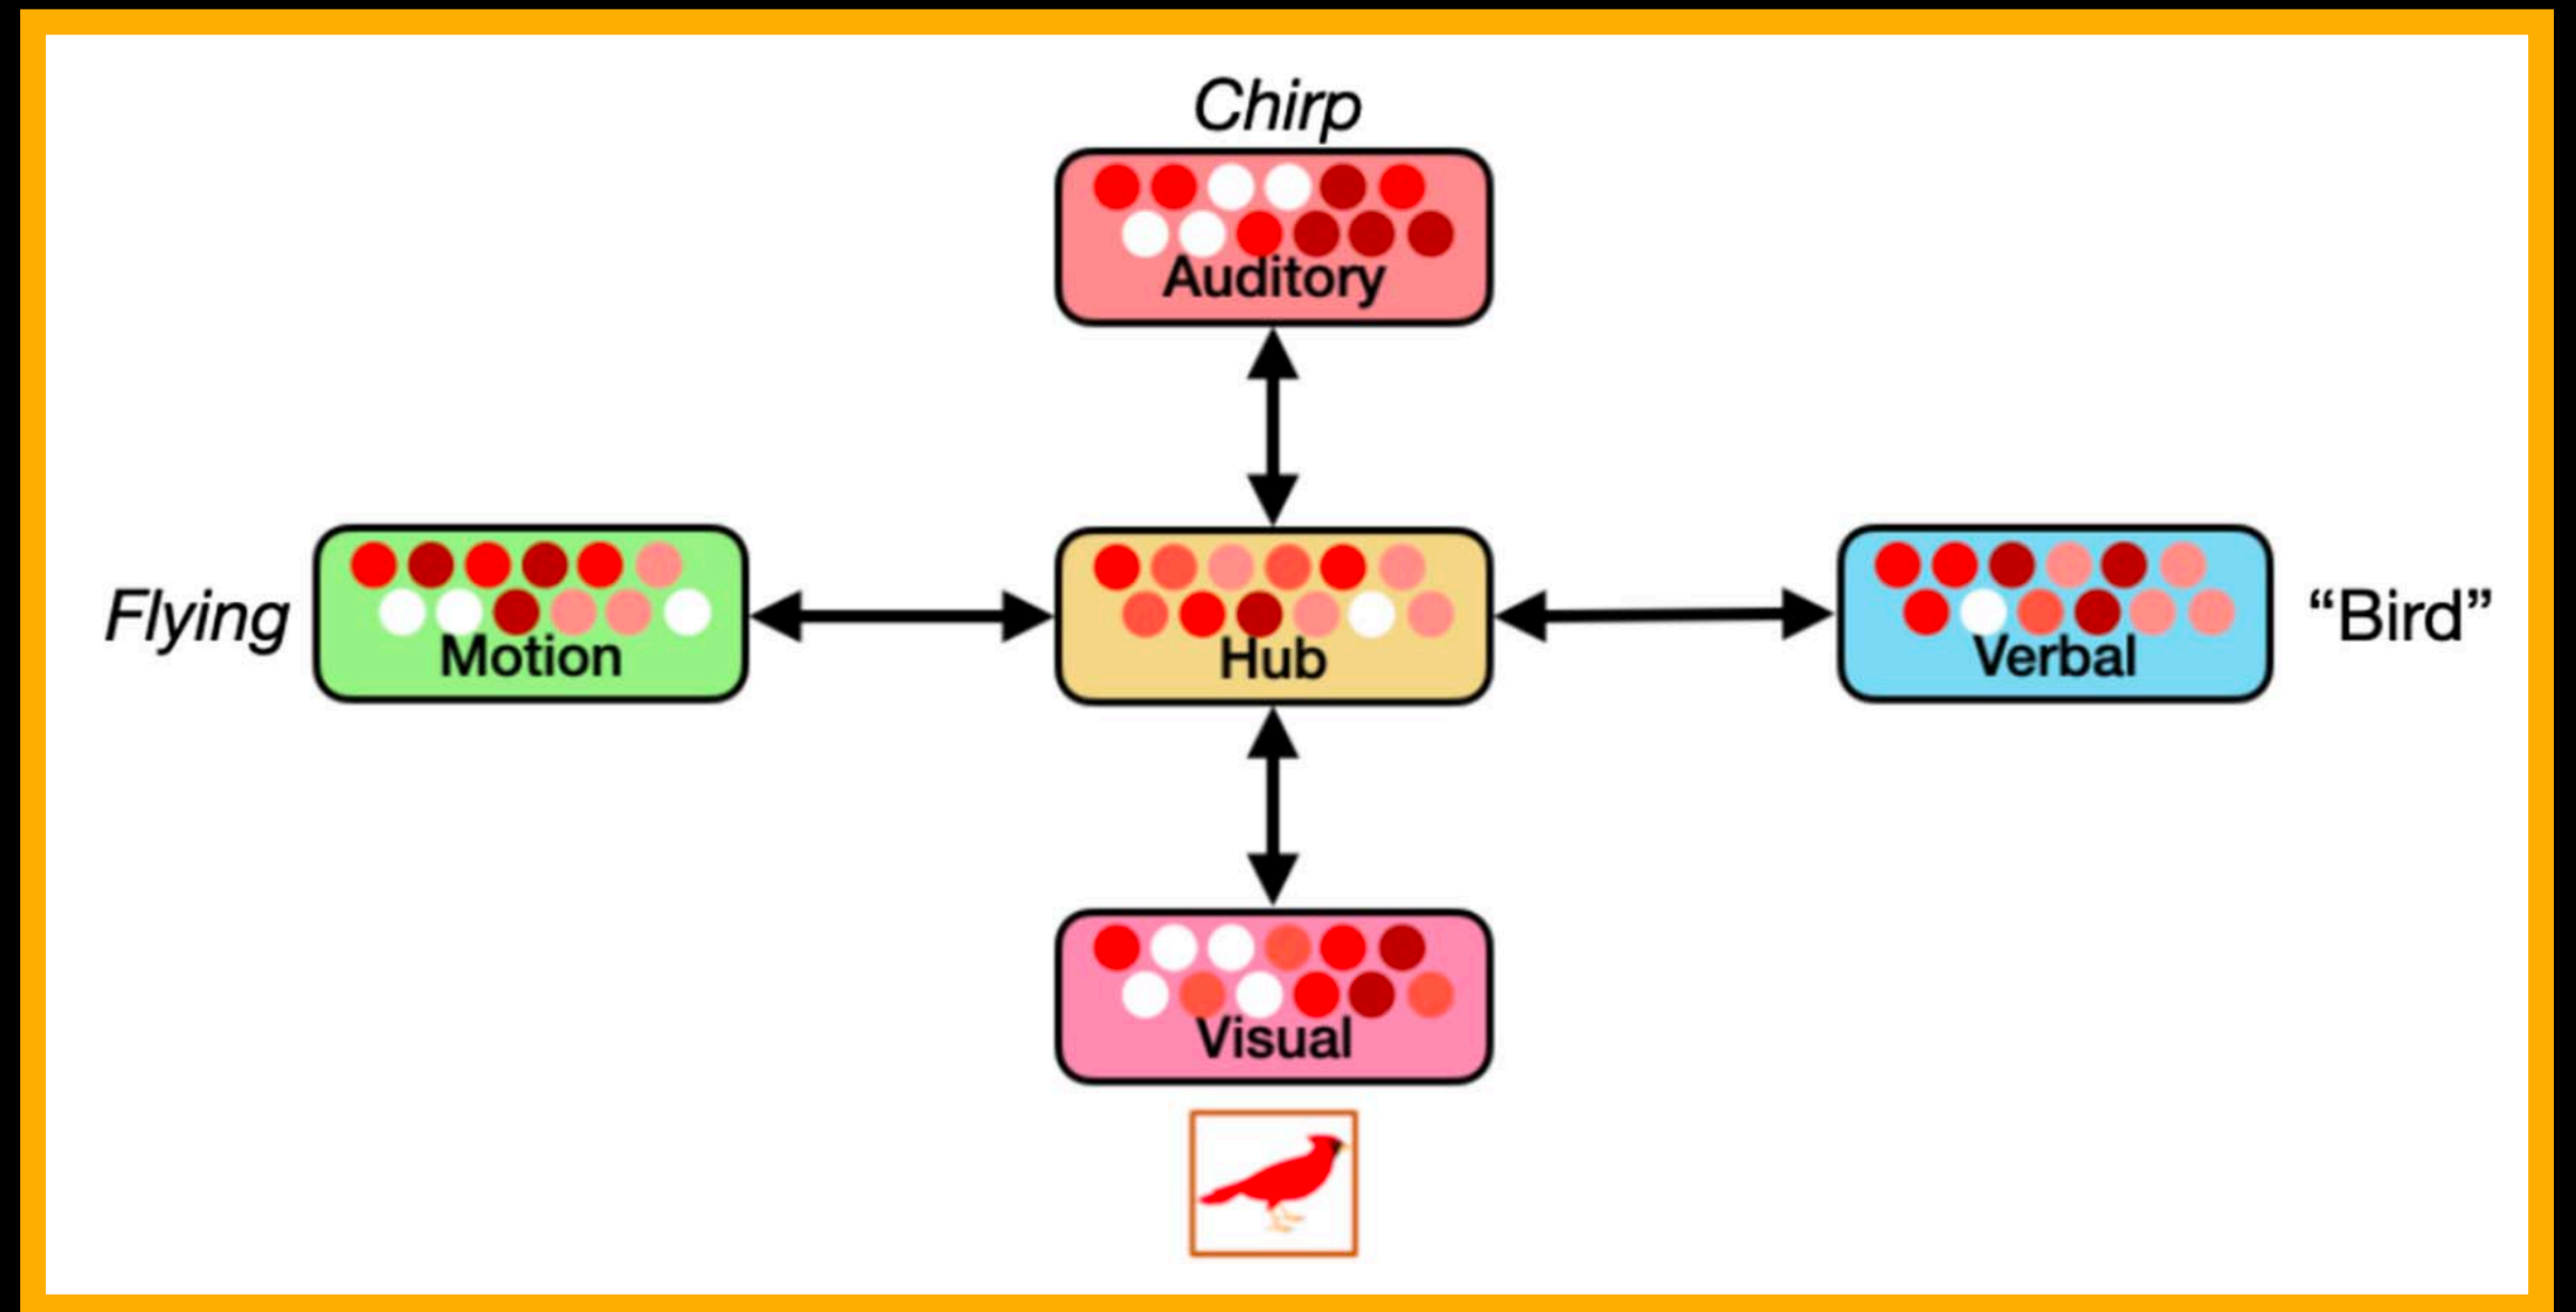 Chirp
Auditory
Flying
Motion
Hub
Verbal
“Bird”
Visual